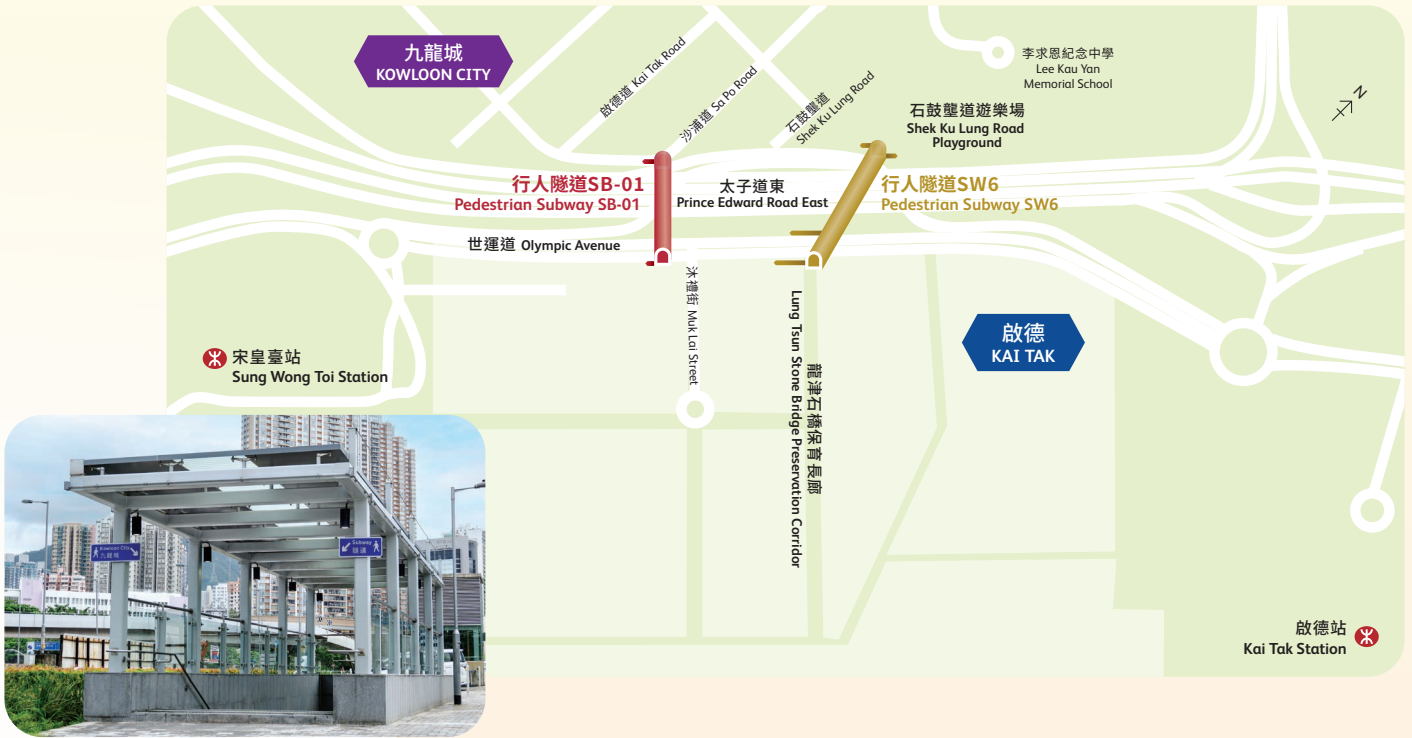 九龍城
KOWLOON CITY
啟德道 Kai Tak Road
沙浦道 Sa Po Road
石鼓壟道
Shek Ku Lung Road
李求恩紀念中學
Lee Kau Yan
Memorial School
N
石鼓壟道遊樂場
Shek Ku Lung Road
Playground
行人隧道SB-01
Pedestrian Subway SB-01
太子道東
Prince Edward Road East
行人隧道SW6
Pedestrian Subway SW6
世運道 Olympic Avenue
沐禮街 Muk Lai Street
龍津石橋保育長廊
Lung Tsun Stone Bridge Preservation Corridor
啟德
KAI TAK
宋皇臺站
Sung Wong Toi Station
Kowloon City
九龍城
Subway
隧道
啟德站
Kai Tak Station